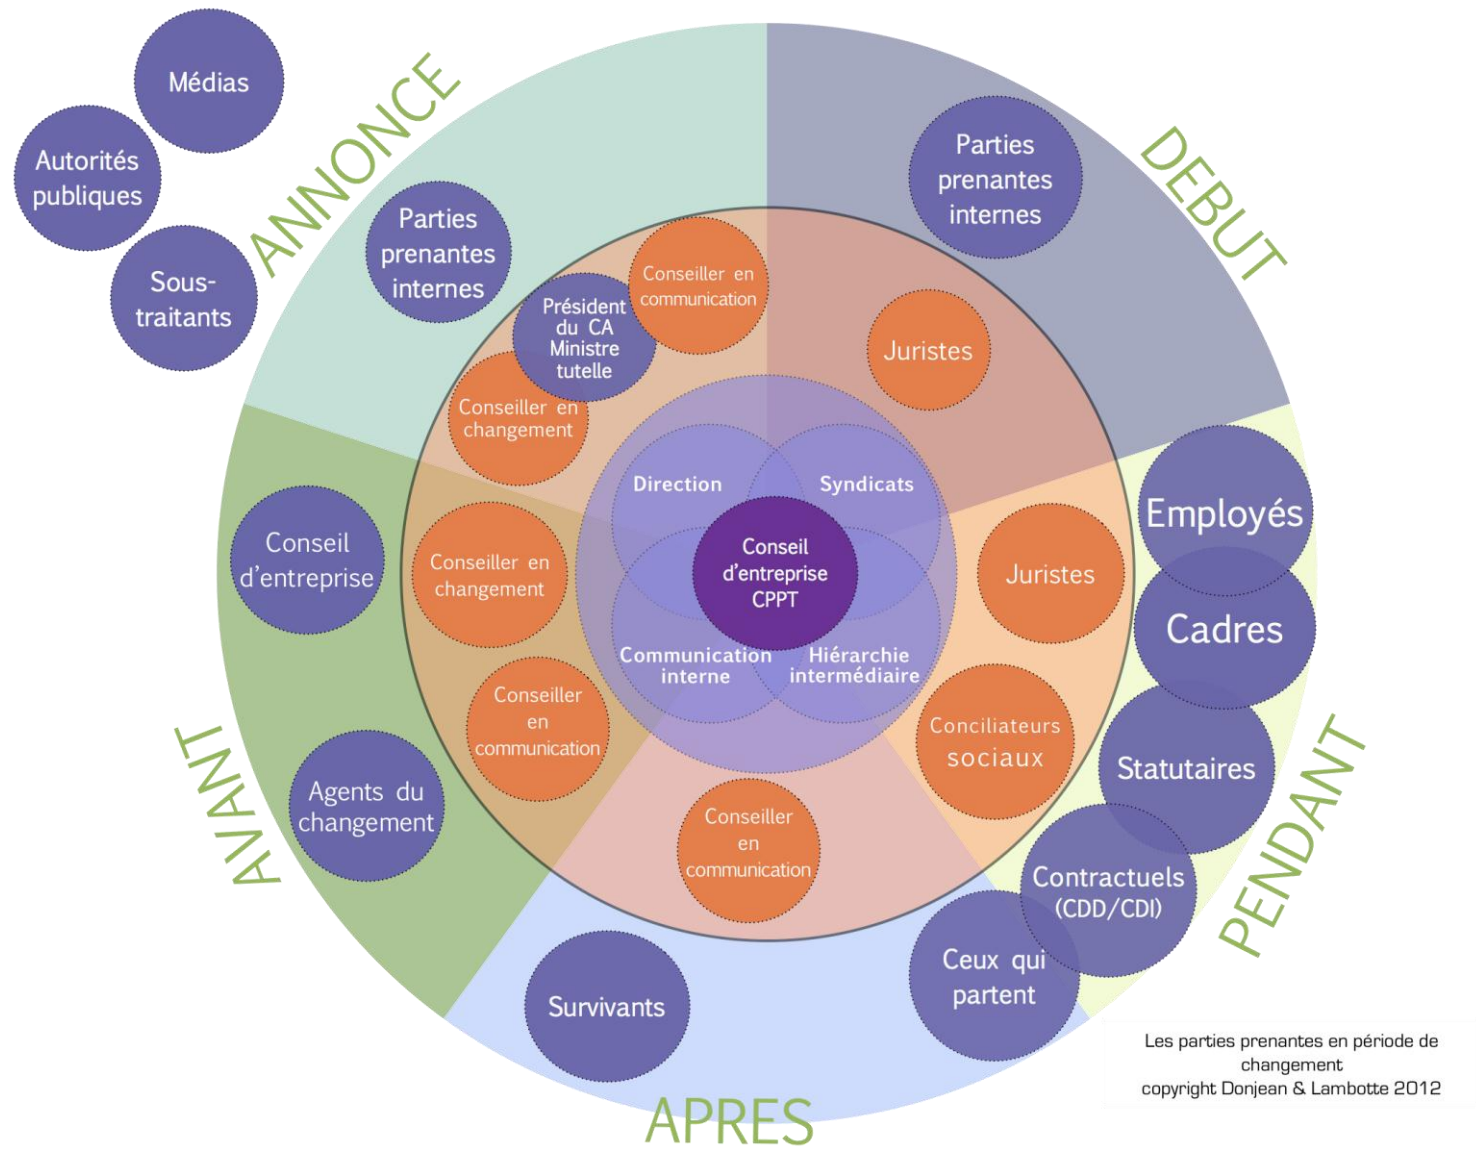 Médias
Autorités
publiques
Sous-
traitants
ANNONCE
Parties
prenantes
internes
Conseiller en
communication
Président
du CA
Ministre
tutelle
Conseiller en
changement
DEBUT
Parties
prenantes
internes
Juristes
Direction
Syndicats
Conseil
d'entreprise
CPPT
Communication
interne
Hiérarchie
intermédiaire
AVANT
Conseil
d'entreprise
Conseiller en
changement
Agents du
changement
Conseiller
en
communication
PENDANT
Juristes
Conciliateurs
sociaux
Employés
Cadres
Statutaires
Contractuels
(CDD/CDI)
Ceux qui
partent
APRES
Conseiller
en
communication
Survivants
Les parties prenantes en période de
changement
copyright Donjean & Lambotte 2012